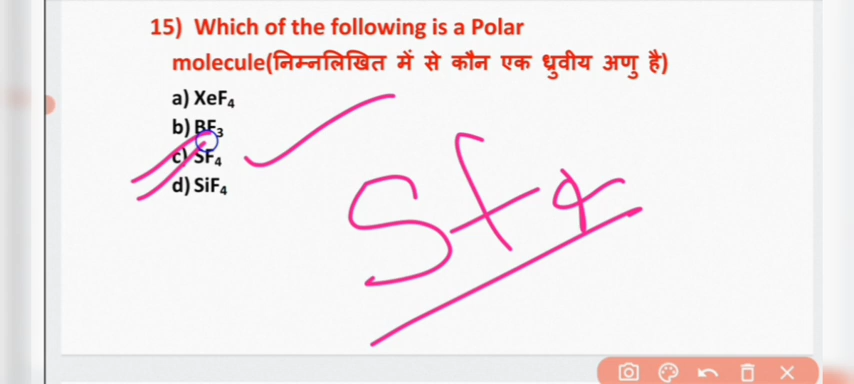 15) Which of the following is a Polar
molecule(निम्नलिखित में से कौन एक ध्रुवीय अणु है)
a) XeF₄
b) BF₃
c) SF₄
d) SiF₄
Sf4